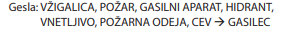 Gesla: VŽIGALICA, POŽAR, GASILNI APARAT, HIDRANT,
VNETLJIVO, POŽARNA ODEJA, CEV → GASILEC